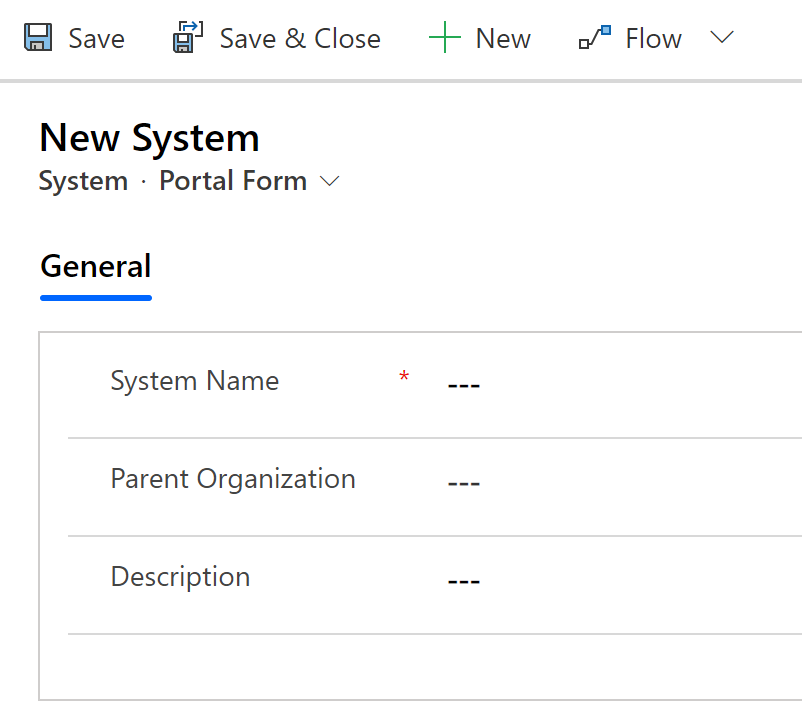 Save Save & Close New Flow
New System
System · Portal Form
General
System Name * ---
Parent Organization ---
Description ---